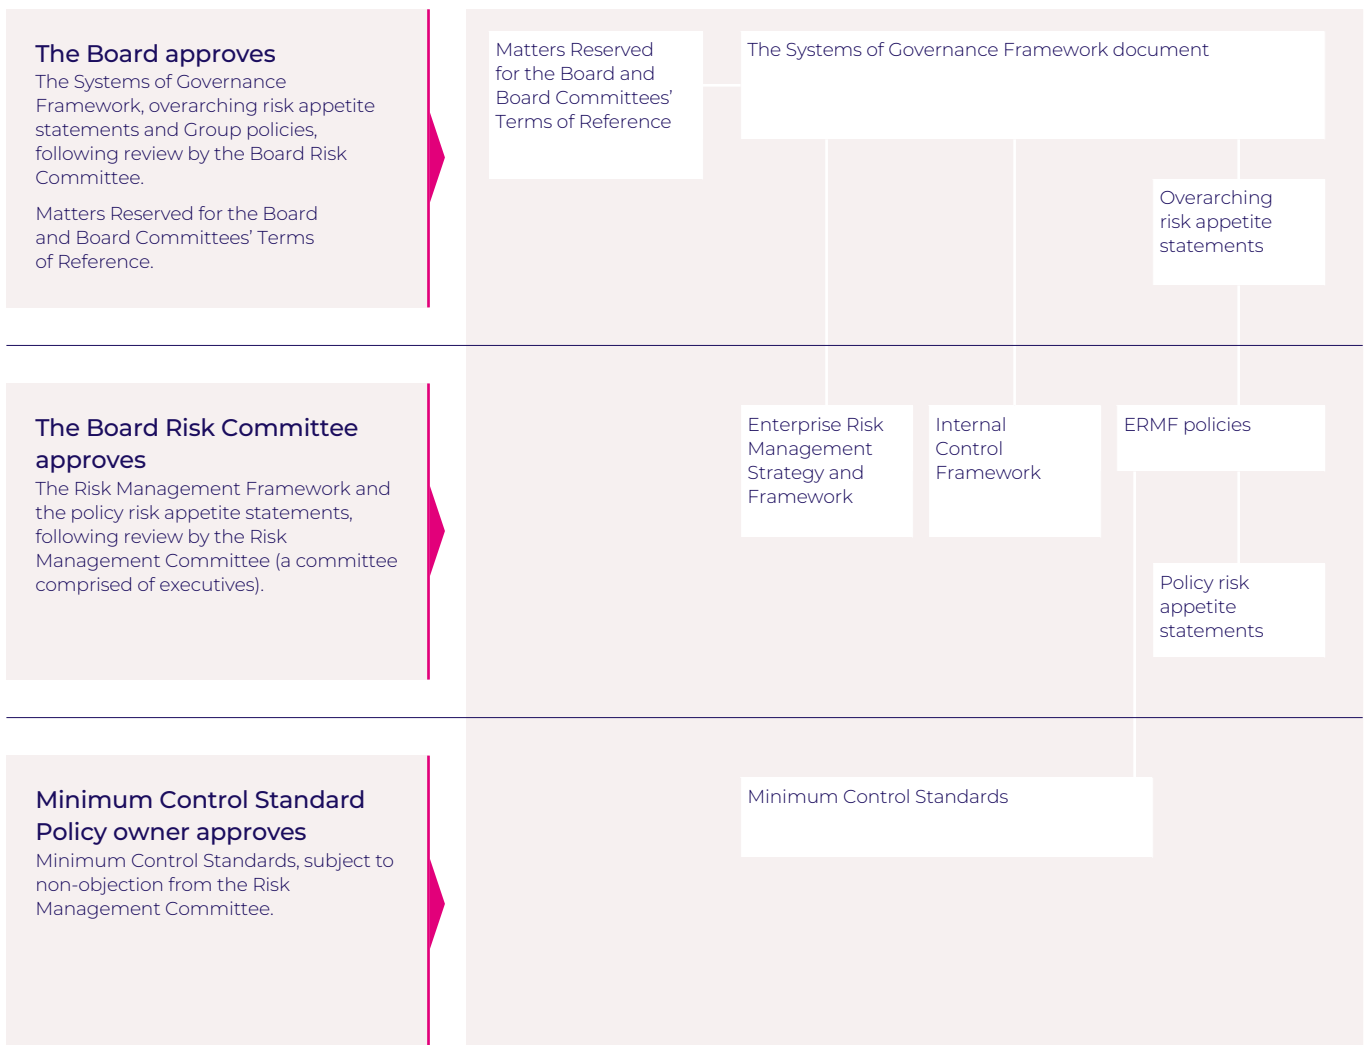 The Board approves
The Systems of Governance
Framework, overarching risk appetite
statements and Group policies,
following review by the Board Risk
Committee.
Matters Reserved for the Board
and Board Committees’ Terms
of Reference.
Matters Reserved
for the Board and
Board Committees’
Terms of Reference
The Systems of Governance Framework document
Overarching
risk appetite
statements
The Board Risk Committee
approves
The Risk Management Framework and
the policy risk appetite statements,
following review by the Risk
Management Committee (a committee
comprised of executives).
Enterprise Risk
Management
Strategy and
Framework
Internal
Control
Framework
ERMF policies
Policy risk
appetite
statements
Minimum Control Standard
Policy owner approves
Minimum Control Standards, subject to
non-objection from the Risk
Management Committee.
Minimum Control Standards